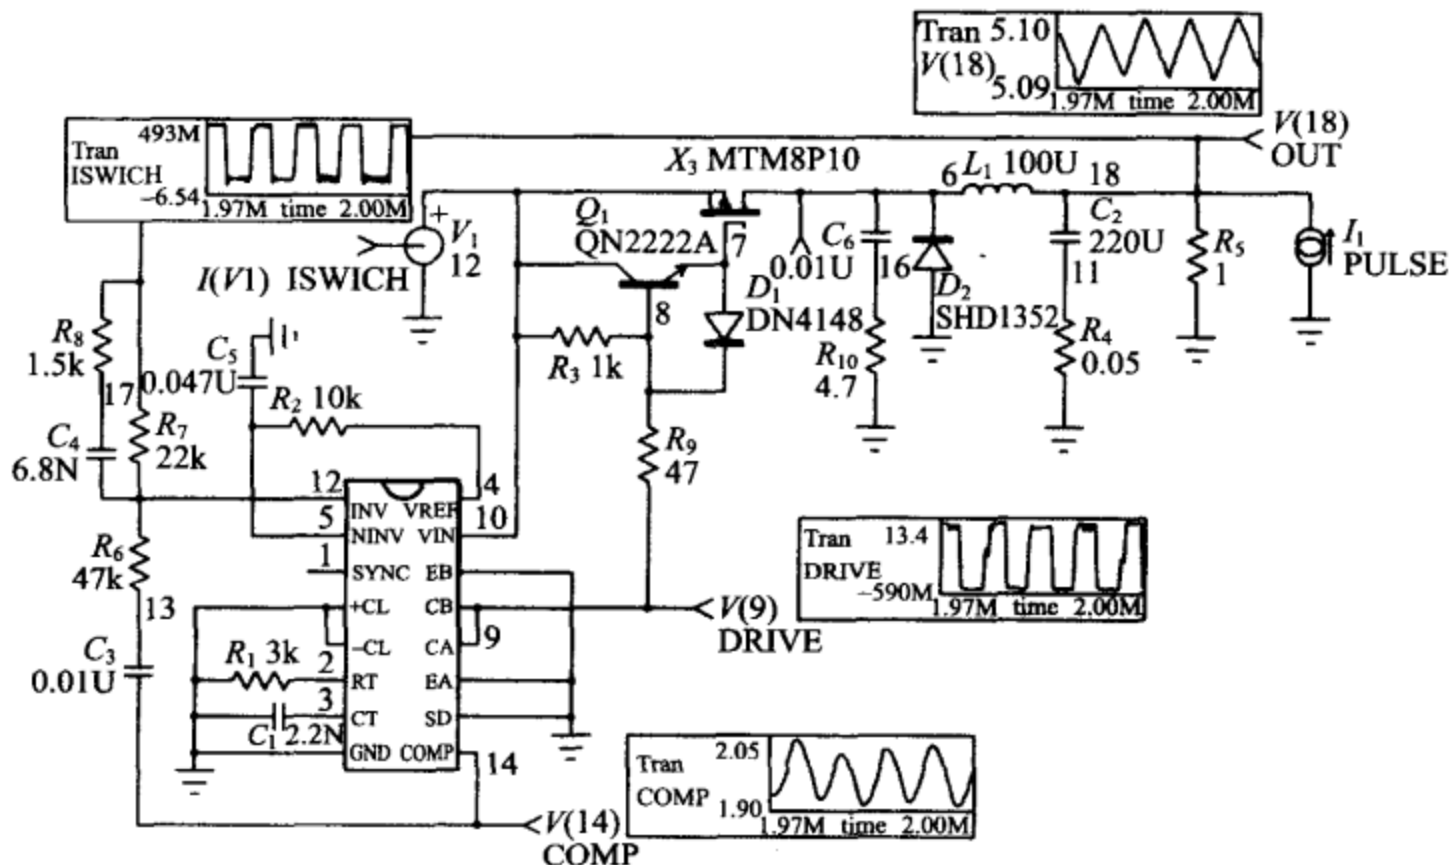 Tran 5.10
V(18)
5.09
1.97M time 2.00M
V(18)
OUT
Tran
ISWICH
493M
-6.54
1.97M time 2.00M
X3 MTM8P10
6 L1 100U 18
+
V1
12
I(V1) ISWICH
Q1
QN2222A
7
8
0.01U
C6
16
R10
4.7
D1
DN4148
D2
SHD1352
C2
220U
11
R4
0.05
R5
1
I1
PULSE
R8
1.5k
17
C5
0.047U
R2 10k
R3 1k
R7
22k
C4
6.8N
R9
47
12
4
INV VREF
5
10
NINV VIN
1
SYNC EB
+CL CB
9
-CL CA
2
RT EA
3
CT SD
GND COMP
14
R6
47k
13
C3
0.01U
R1 3k
C1 2.2N
V(9)
DRIVE
Tran
DRIVE
13.4
-590M
1.97M time 2.00M
Tran
COMP
2.05
1.90
1.97M time 2.00M
V(14)
COMP